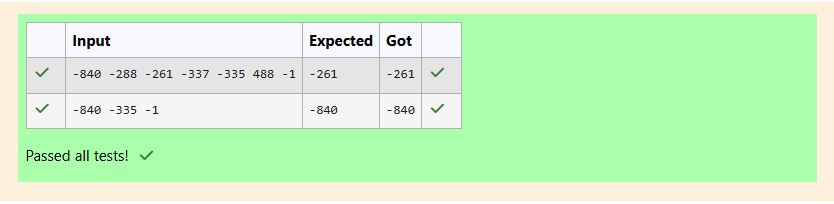 Input Expected Got
-840 -288 -261 -337 -335 488 -1 -261 -261
-840 -335 -1 -840 -840
Passed all tests!